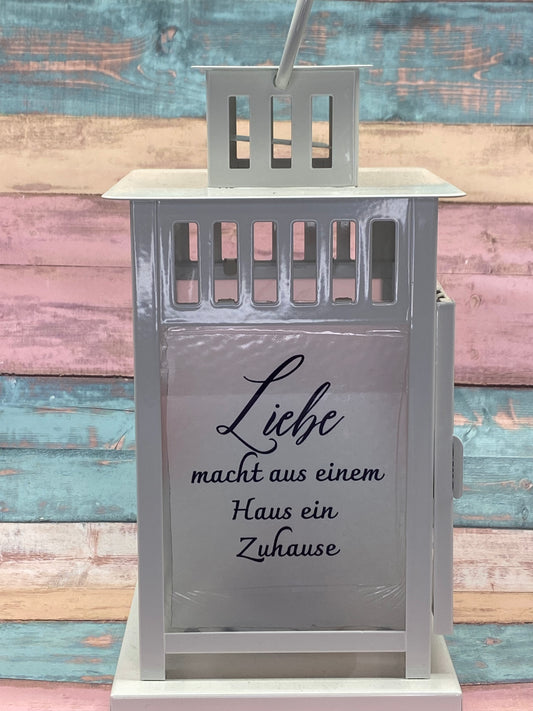 Liebe
macht aus einem
Haus ein
Zuhause